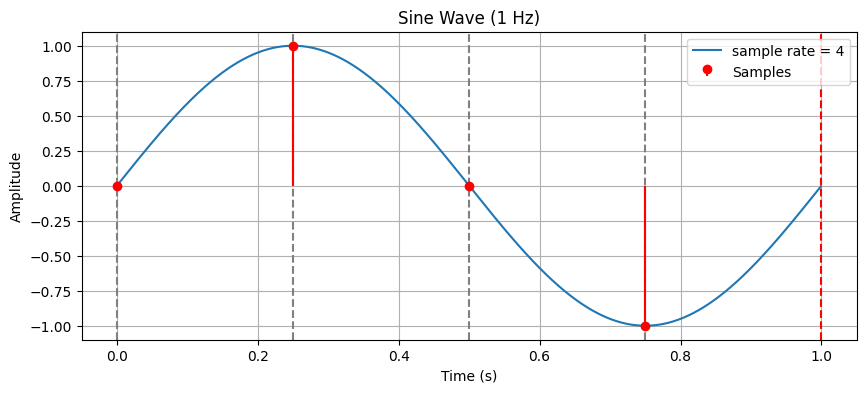 Sine Wave (1 Hz)
sample rate = 4
Samples
1.00
0.75
0.50
0.25
0.00
−0.25
−0.50
−0.75
−1.00
Amplitude
0.0 0.2 0.4 0.6 0.8 1.0
Time (s)